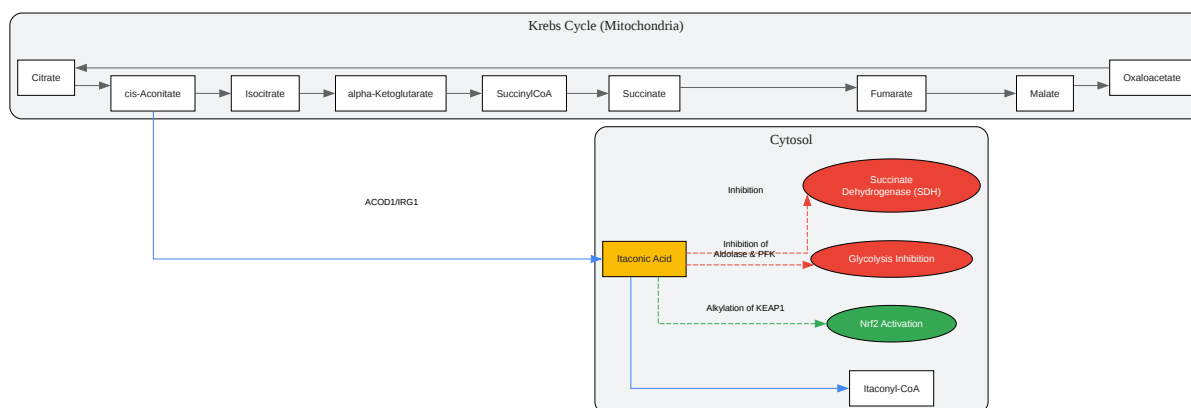 Krebs Cycle (Mitochondria)
Citrate
cis-Aconitate
Isocitrate
alpha-Ketoglutarate
SuccinylCoA
Succinate
Fumarate
Malate
Oxaloacetate
Cytosol
ACOD1/IRG1
Inhibition
Succinate
Dehydrogenase (SDH)
Itaconic Acid
Inhibition of
Aldolase & PFK
Glycolysis Inhibition
Alkylation of KEAP1
Nrf2 Activation
Itaconyl-CoA